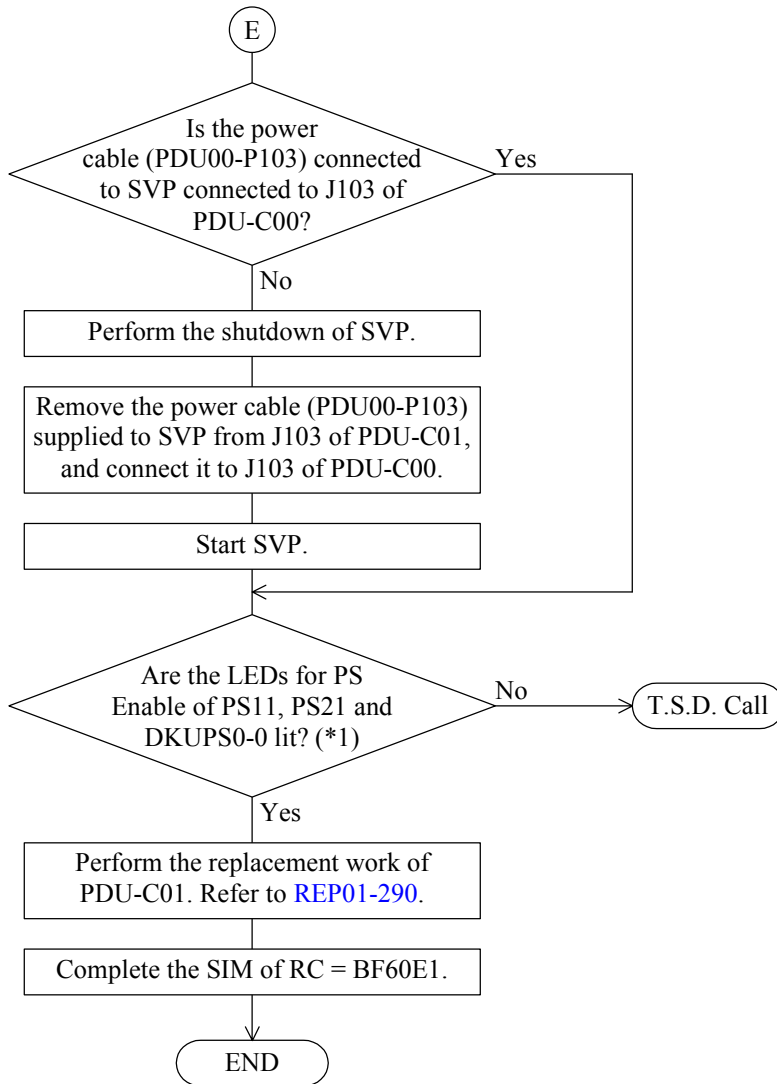 E
Is the power
cable (PDU00-P103) connected
to SVP connected to J103 of
PDU-C00?
Yes
No
Perform the shutdown of SVP.
Remove the power cable (PDU00-P103)
supplied to SVP from J103 of PDU-C01,
and connect it to J103 of PDU-C00.
Start SVP.
Are the LEDs for PS
Enable of PS11, PS21 and
DKUPS0-0 lit? (*1)
No
T.S.D. Call
Yes
Perform the replacement work of
PDU-C01. Refer to REP01-290.
Complete the SIM of RC = BF60E1.
END